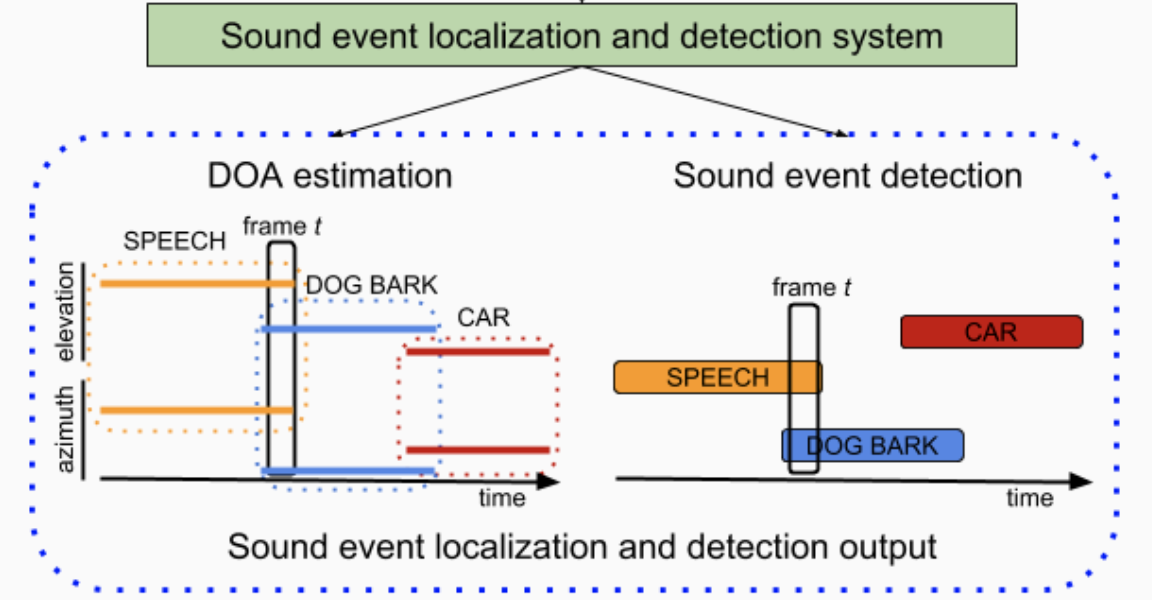 Sound event localization and detection system
DOA estimation
Sound event detection
frame t
SPEECH
DOG BARK
CAR
elevation
azimuth
time
frame t
CAR
SPEECH
DOG BARK
time
Sound event localization and detection output